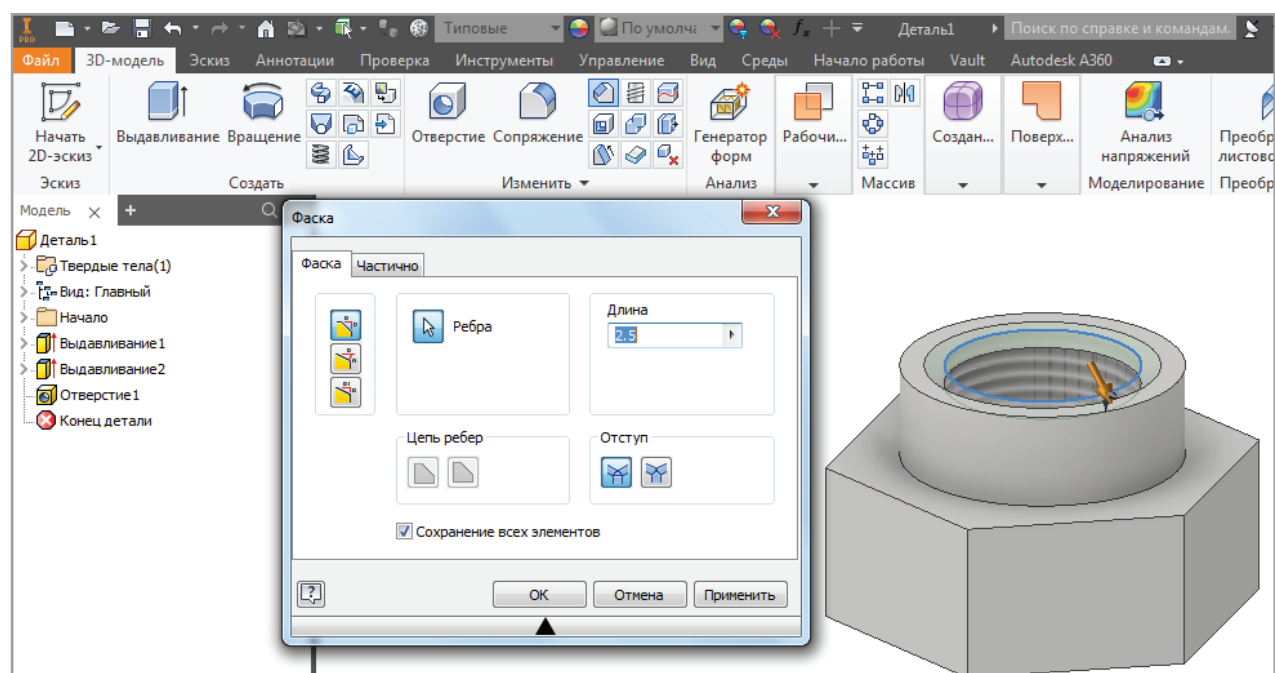 I PRO Типовые По умолча fx Деталь1 Поиск по справке и командам.
Файл 3D-модель Эскиз Аннотации Проверка Инструменты Управление Вид Среды Начало работы Vault Autodesk A360
Начать 2D-эскиз
Выдавливание Вращение
Отверстие Сопряжение
Генератор форм
Рабочи...
Создан...
Поверх...
Анализ напряжений
Преобр
листово
Эскиз Создать Изменить Анализ Массив Моделирование Преобр
Модель × +
Деталь1
Твердые тела(1)
Вид: Главный
Начало
Выдавливание1
Выдавливание2
Отверстие1
Конец детали
Фаска
Фаска Частично
Ребра
Длина
2.5
Цепь ребер
Отступ
Сохранение всех элементов
? ОК Отмена Применить